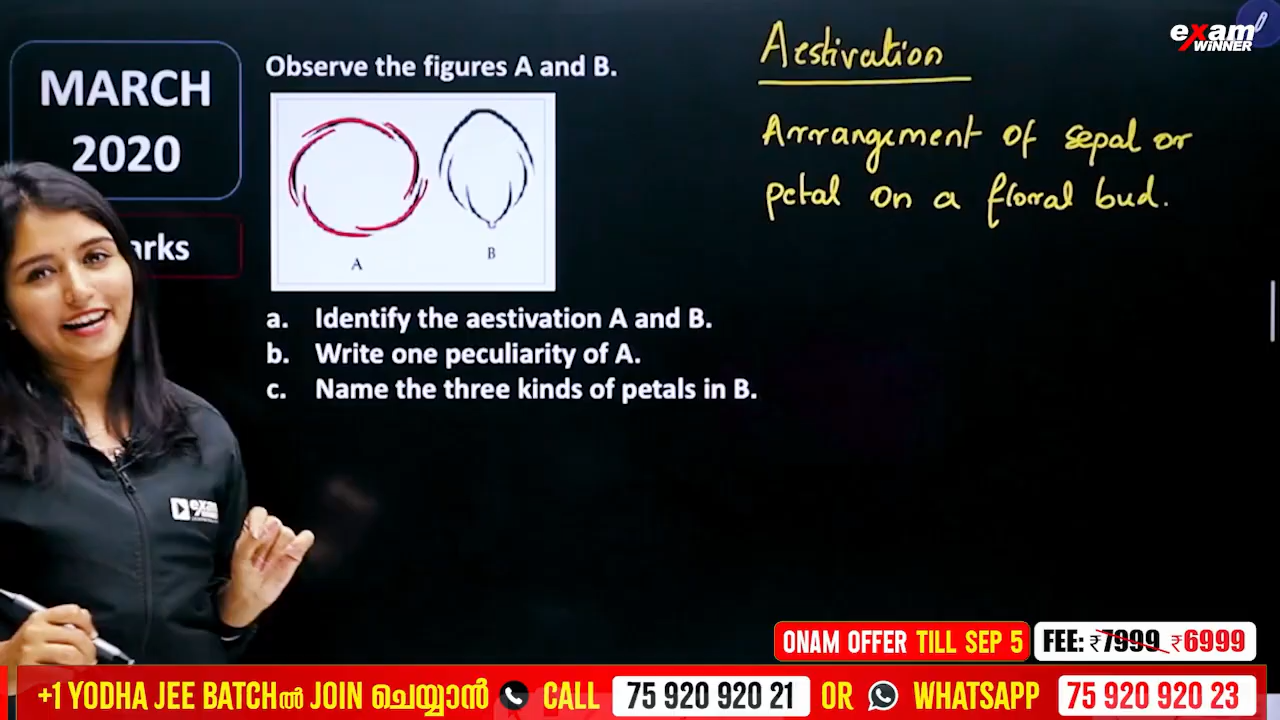 exam
WINNER
MARCH
2020
arks
Observe the figures A and B.
A
B
a. Identify the aestivation A and B.
b. Write one peculiarity of A.
c. Name the three kinds of petals in B.
Aestivation
Arrangement of sepal or
petal on a floral bud.
exam
ONAM OFFER TILL SEP 5
FEE: ₹7999 ₹6999
+1 YODHA JEE BATCHൽ JOIN ചെയ്യാൻ CALL 75 920 920 21 OR WHATSAPP 75 920 920 23